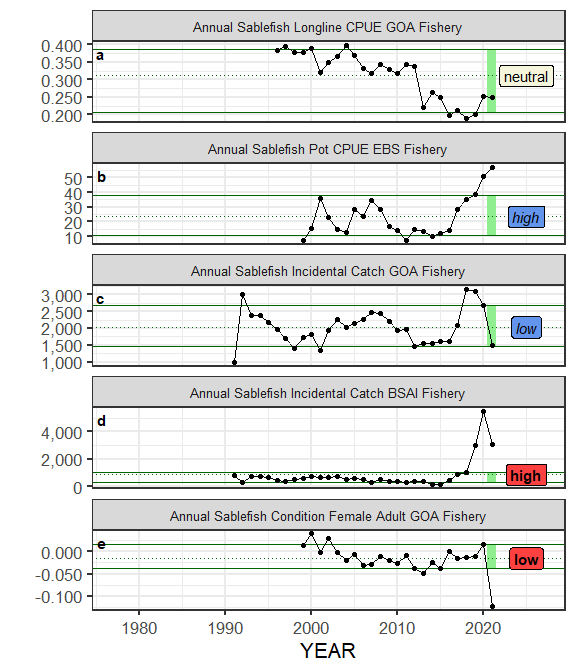 Annual Sablefish Longline CPUE GOA Fishery
0.400
a
0.350
0.300
neutral
0.250
0.200
Annual Sablefish Pot CPUE EBS Fishery
b
50
40
30
high
20
10
Annual Sablefish Incidental Catch GOA Fishery
3,000
c
2,500
2,000
low
1,500
1,000
Annual Sablefish Incidental Catch BSAI Fishery
d
4,000
2,000
high
0
Annual Sablefish Condition Female Adult GOA Fishery
e
0.000
low
-0.050
-0.100
1980 1990 2000 2010 2020
YEAR